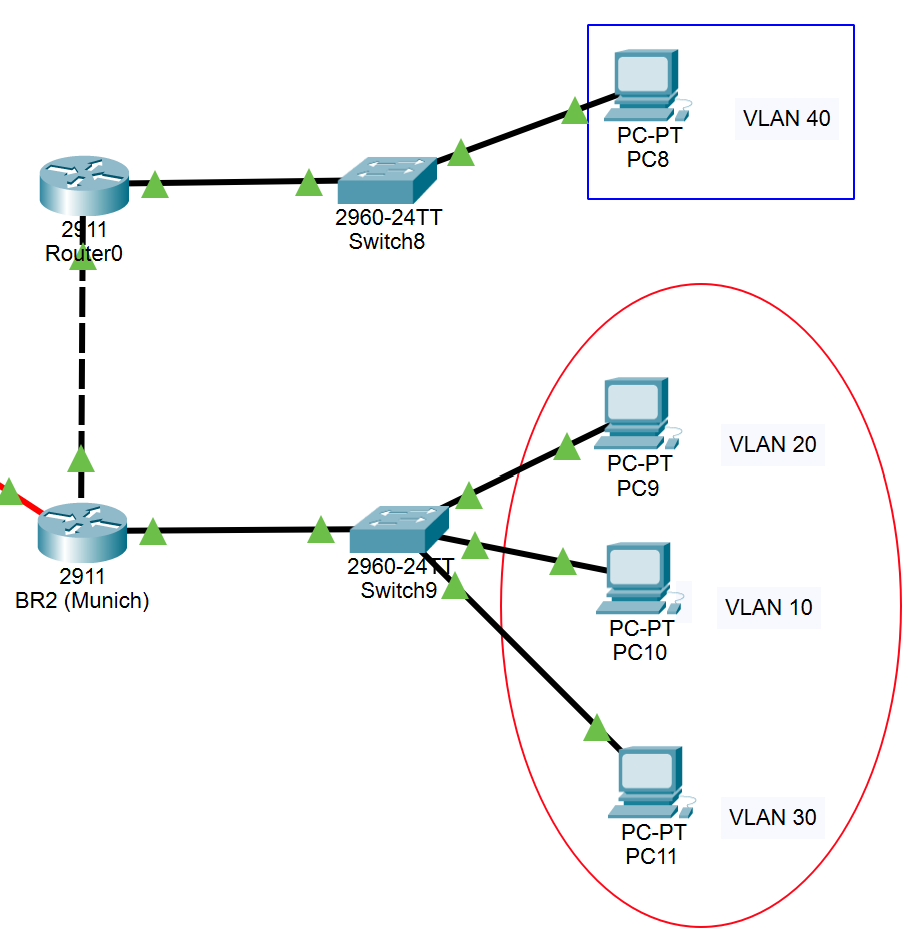 PC-PT
PC8
VLAN 40
2911
Router0
2960-24TT
Switch8
PC-PT
PC9
VLAN 20
2911
BR2 (Munich)
2960-24TT
Switch9
PC-PT
PC10
VLAN 10
PC-PT
PC11
VLAN 30